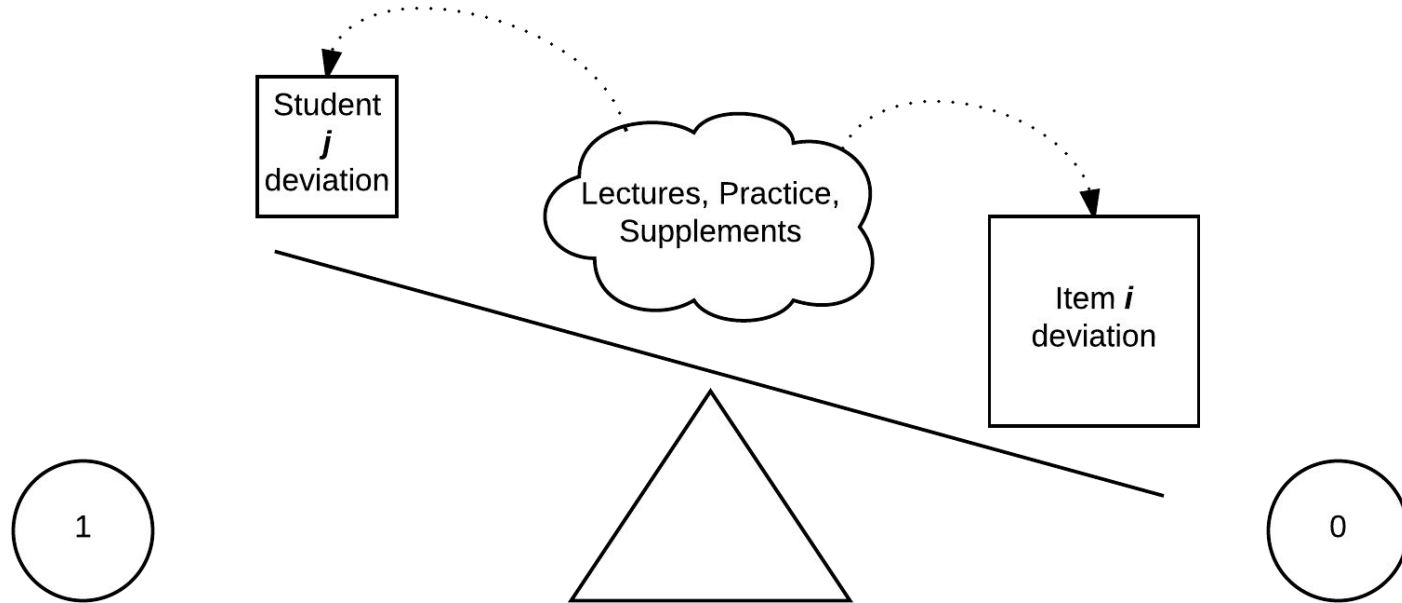 Student
j
deviation
Lectures, Practice,
Supplements
Item i
deviation
1
0